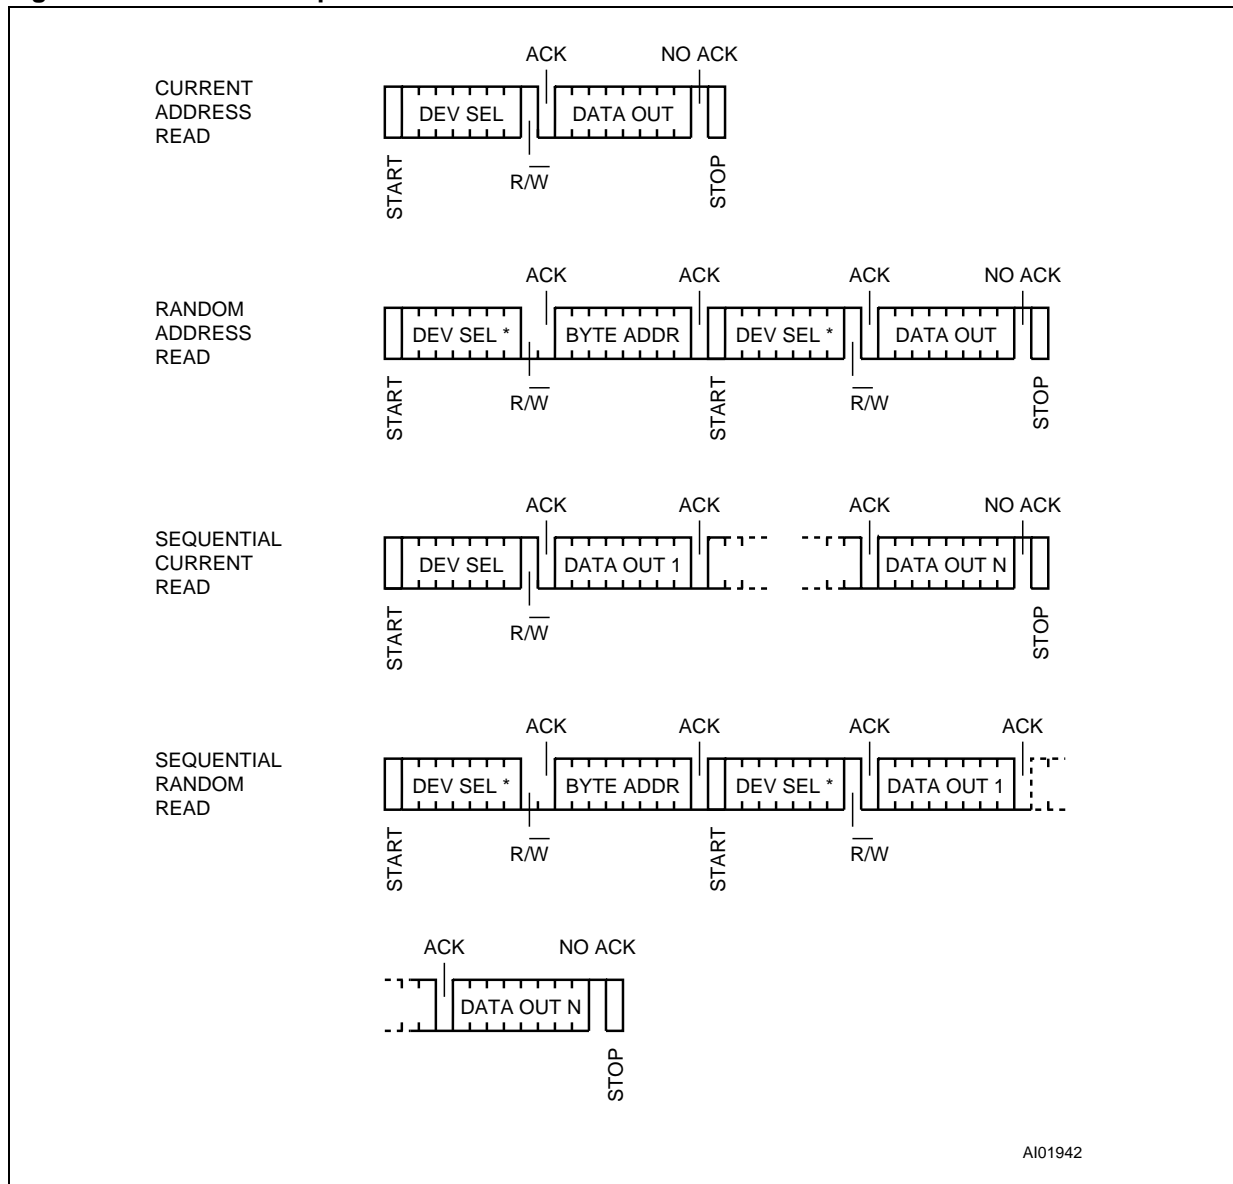 ACK NO ACK
CURRENT
ADDRESS
READ
DEV SEL DATA OUT
START R/W STOP
ACK ACK ACK NO ACK
RANDOM
ADDRESS
READ
DEV SEL * BYTE ADDR DEV SEL * DATA OUT
START R/W START R/W STOP
ACK ACK ACK NO ACK
SEQUENTIAL
CURRENT
READ
DEV SEL DATA OUT 1 DATA OUT N
START R/W STOP
ACK ACK ACK ACK
SEQUENTIAL
RANDOM
READ
DEV SEL * BYTE ADDR DEV SEL * DATA OUT 1
START R/W START R/W
ACK NO ACK
DATA OUT N
STOP
AI01942